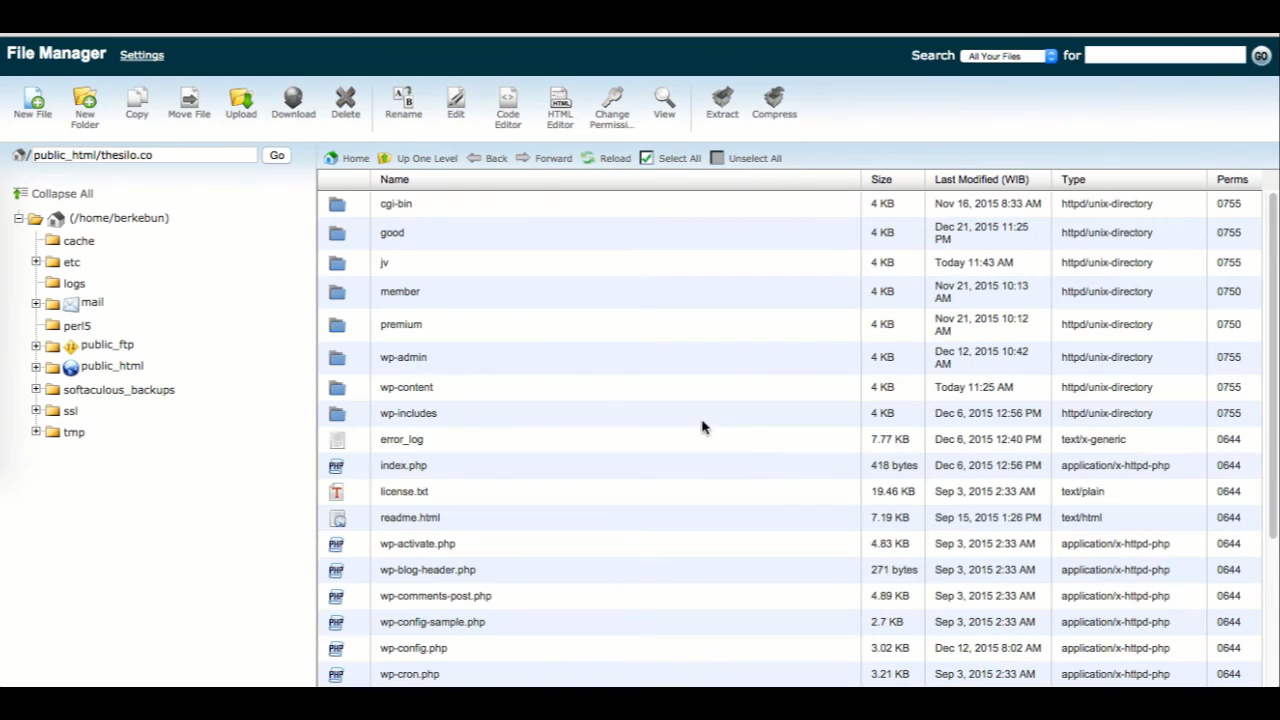 File Manager Settings Search All Your Files for GO
New File New Folder Copy Move File Upload Download Delete Rename Edit Code Editor HTML Editor Change Permissi... View Extract Compress
/ public_html/thesilo.co Go
Home Up One Level Back Forward Reload Select All Unselect All
Collapse All
(/home/berkebun)
cache
etc
logs
mail
perl5
public_ftp
public_html
softaculous_backups
ssl
tmp
Name Size Last Modified (WIB) Type Perms
cgi-bin 4 KB Nov 16, 2015 8:33 AM httpd/unix-directory 0755
good 4 KB Dec 21, 2015 11:25 PM httpd/unix-directory 0755
jv 4 KB Today 11:43 AM httpd/unix-directory 0755
member 4 KB Nov 21, 2015 10:13 AM httpd/unix-directory 0750
premium 4 KB Nov 21, 2015 10:12 AM httpd/unix-directory 0750
wp-admin 4 KB Dec 12, 2015 10:42 AM httpd/unix-directory 0755
wp-content 4 KB Today 11:25 AM httpd/unix-directory 0755
wp-includes 4 KB Dec 6, 2015 12:56 PM httpd/unix-directory 0755
error_log 7.77 KB Dec 6, 2015 12:40 PM text/x-generic 0644
index.php 418 bytes Dec 6, 2015 12:56 PM application/x-httpd-php 0644
license.txt 19.46 KB Sep 3, 2015 2:33 AM text/plain 0644
readme.html 7.19 KB Sep 15, 2015 1:26 PM text/html 0644
wp-activate.php 4.83 KB Sep 3, 2015 2:33 AM application/x-httpd-php 0644
wp-blog-header.php 271 bytes Sep 3, 2015 2:33 AM application/x-httpd-php 0644
wp-comments-post.php 4.89 KB Sep 3, 2015 2:33 AM application/x-httpd-php 0644
wp-config-sample.php 2.7 KB Sep 3, 2015 2:33 AM application/x-httpd-php 0644
wp-config.php 3.02 KB Dec 12, 2015 8:02 AM application/x-httpd-php 0644
wp-cron.php 3.21 KB Sep 3, 2015 2:33 AM application/x-httpd-php 0644